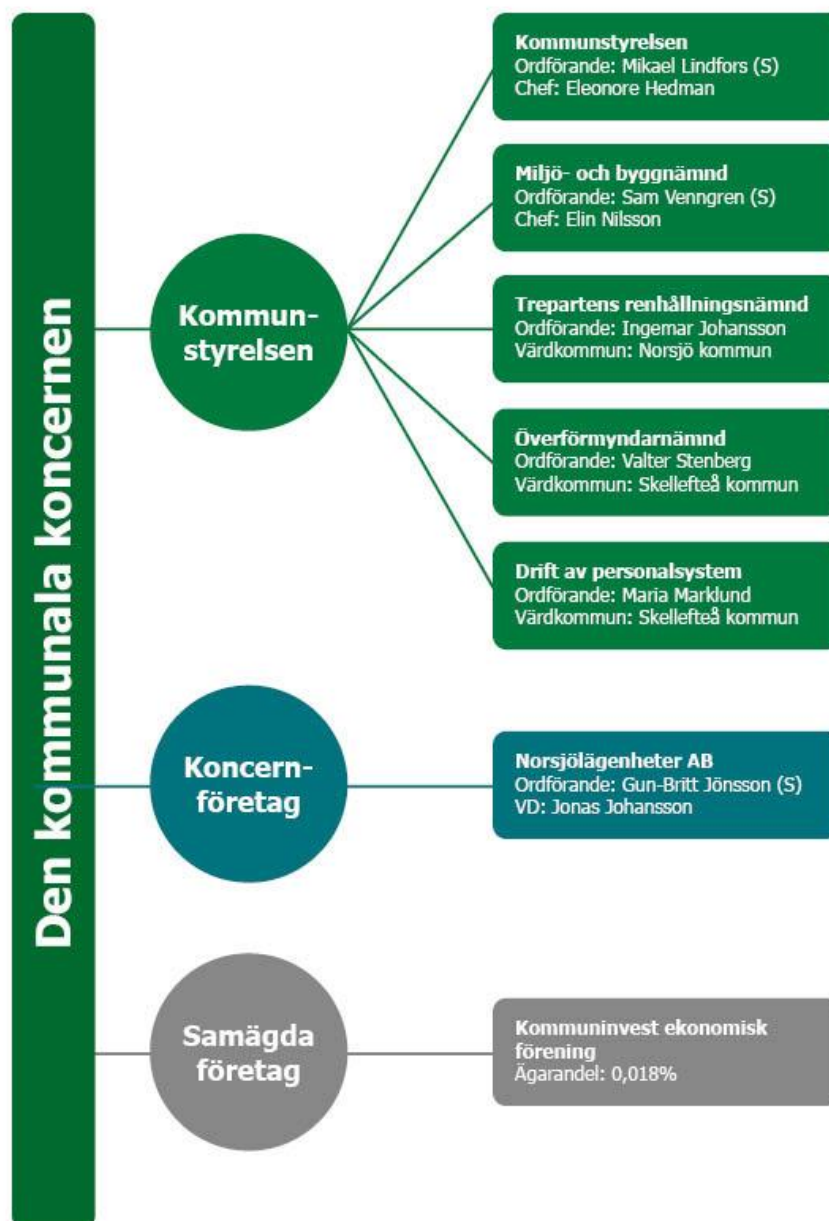 Den kommunala koncernen
Kommun-
styrelsen
Kommunstyrelsen
Ordförande: Mikael Lindfors (S)
Chef: Eleonore Hedman
Miljö- och byggnämnd
Ordförande: Sam Venngren (S)
Chef: Elin Nilsson
Trepartens renhållningsnämnd
Ordförande: Ingemar Johansson
Värdkommun: Norsjö kommun
Överförmyndarnämnd
Ordförande: Valter Stenberg
Värdkommun: Skellefteå kommun
Drift av personalsystem
Ordförande: Maria Marklund
Värdkommun: Skellefteå kommun
Koncern-
företag
Norsjölägenheter AB
Ordförande: Gun-Britt Jönsson (S)
VD: Jonas Johansson
Samägda
företag
Kommuninvest ekonomisk
förening
Ägarandel: 0,018%